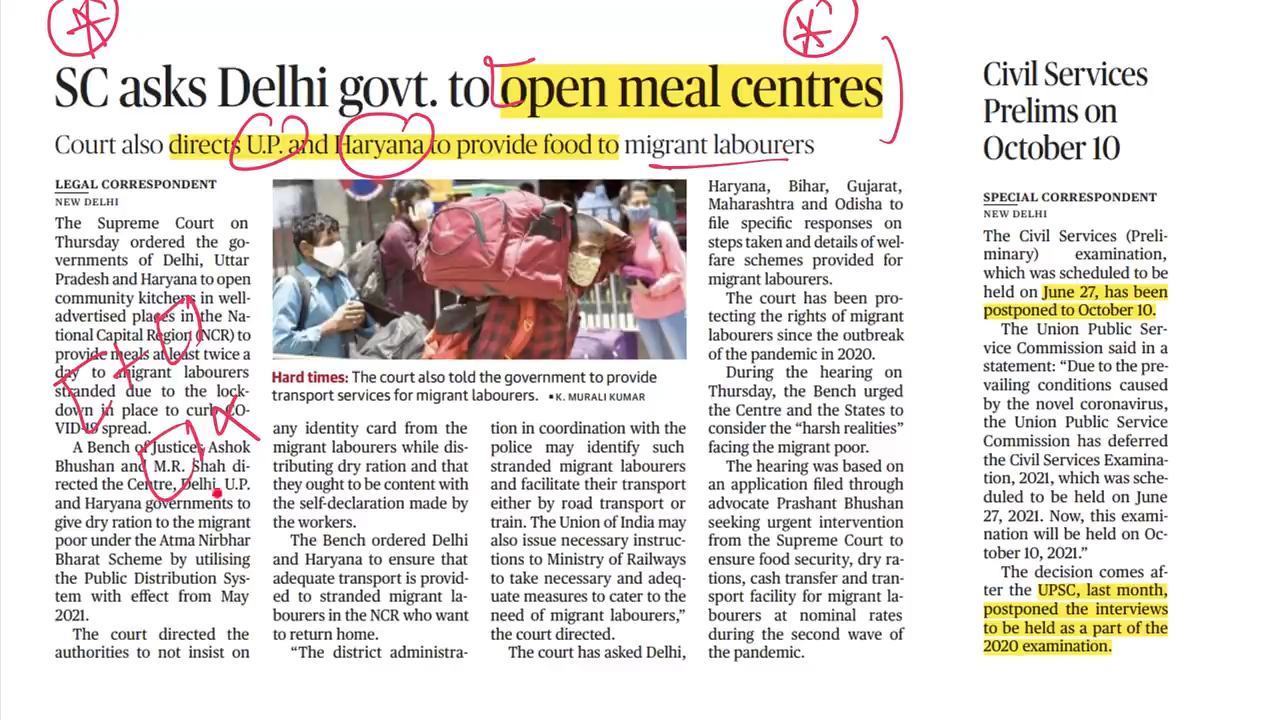 SC asks Delhi govt. to open meal centres
Court also directs U.P. and Haryana to provide food to migrant labourers
LEGAL CORRESPONDENT
NEW DELHI
The Supreme Court on
Thursday ordered the go-
vernments of Delhi, Uttar
Pradesh and Haryana to open
community kitchens in well-
advertised places in the Na-
tional Capital Region (NCR) to
provide meals at least twice a
day to migrant labourers
stranded due to the lock-
down in place to curb CO-
VID-19 spread.
A Bench of Justices Ashok
Bhushan and M.R. Shah di-
rected the Centre, Delhi, U.P.
and Haryana governments to
give dry ration to the migrant
poor under the Atma Nirbhar
Bharat Scheme by utilising
the Public Distribution Sys-
tem with effect from May
2021.
The court directed the
authorities to not insist on
Hard times: The court also told the government to provide
transport services for migrant labourers. ▪ K. MURALI KUMAR
any identity card from the
migrant labourers while dis-
tributing dry ration and that
they ought to be content with
the self-declaration made by
the workers.
The Bench ordered Delhi
and Haryana to ensure that
adequate transport is provid-
ed to stranded migrant la-
bourers in the NCR who want
to return home.
“The district administra-
tion in coordination with the
police may identify such
stranded migrant labourers
and facilitate their transport
either by road transport or
train. The Union of India may
also issue necessary instruc-
tions to Ministry of Railways
to take necessary and adeq-
uate measures to cater to the
need of migrant labourers,”
the court directed.
The court has asked Delhi,
Haryana, Bihar, Gujarat,
Maharashtra and Odisha to
file specific responses on
steps taken and details of wel-
fare schemes provided for
migrant labourers.
The court has been pro-
tecting the rights of migrant
labourers since the outbreak
of the pandemic in 2020.
During the hearing on
Thursday, the Bench urged
the Centre and the States to
consider the “harsh realities”
facing the migrant poor.
The hearing was based on
an application filed through
advocate Prashant Bhushan
seeking urgent intervention
from the Supreme Court to
ensure food security, dry ra-
tions, cash transfer and tran-
sport facility for migrant la-
bourers at nominal rates
during the second wave of
the pandemic.
Civil Services
Prelims on
October 10
SPECIAL CORRESPONDENT
NEW DELHI
The Civil Services (Preli-
minary) examination,
which was scheduled to be
held on June 27, has been
postponed to October 10.
The Union Public Ser-
vice Commission said in a
statement: “Due to the pre-
vailing conditions caused
by the novel coronavirus,
the Union Public Service
Commission has deferred
the Civil Services Examina-
tion, 2021, which was sche-
duled to be held on June
27, 2021. Now, this exami-
nation will be held on Oc-
tober 10, 2021.”
The decision comes af-
ter the UPSC, last month,
postponed the interviews
to be held as a part of the
2020 examination.